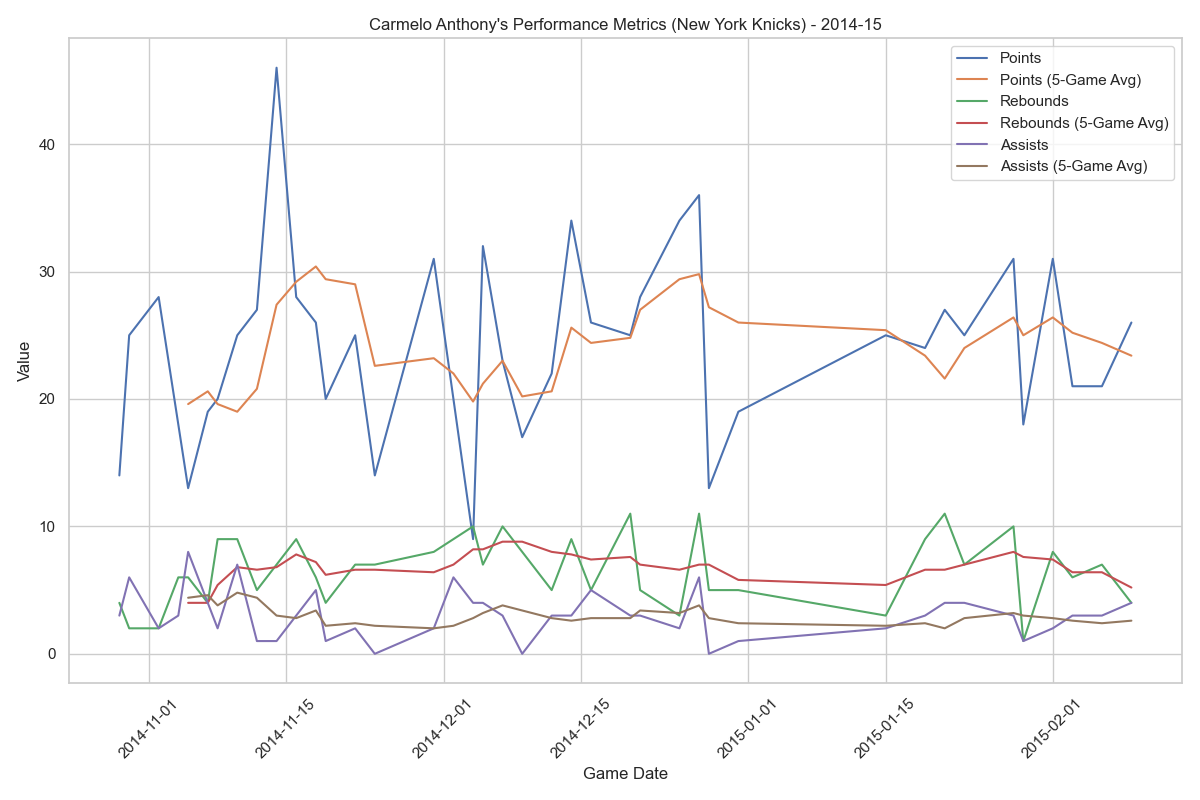 Carmelo Anthony's Performance Metrics (New York Knicks) - 2014-15
Points
Points (5-Game Avg)
Rebounds
Rebounds (5-Game Avg)
Assists
Assists (5-Game Avg)
Value
40
30
20
10
0
2014-11-01
2014-11-15
2014-12-01
2014-12-15
2015-01-01
2015-01-15
2015-02-01
Game Date